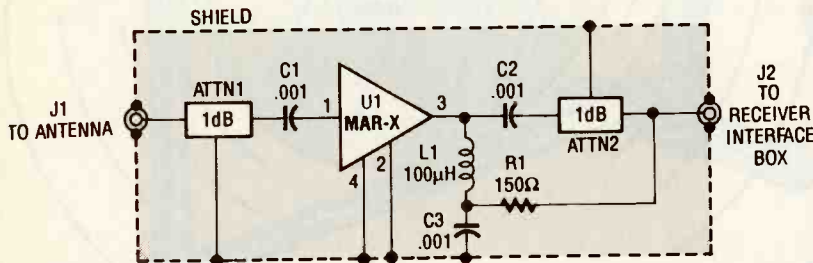 SHIELD
J1
TO ANTENNA
ATTN1
1dB
C1
.001
1
U1
MAR-X
3
4
2
L1
100µH
C2
.001
1dB
ATTN2
R1
150Ω
C3
.001
J2
TO
RECEIVER
INTERFACE
BOX